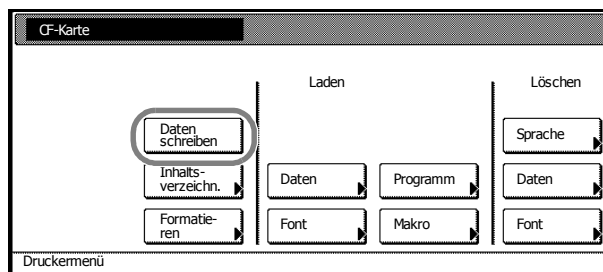 CF-Karte
Laden
Löschen
Daten
schreiben
Sprache
Inhalts-
verzeichn.
Daten
Programm
Daten
Formatie-
ren
Font
Makro
Font
Druckermenü